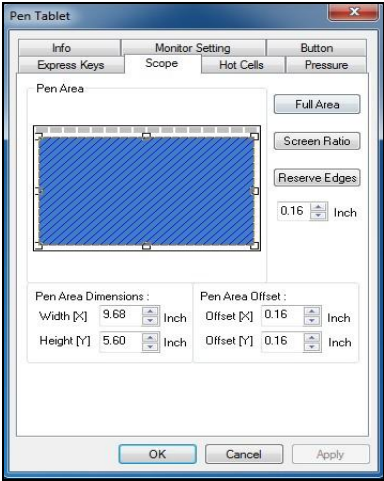 Pen Tablet
Info Monitor Setting Button
Express Keys Scope Hot Cells Pressure
Pen Area
Full Area
Screen Ratio
Reserve Edges
0.16 Inch
Pen Area Dimensions : Pen Area Offset :
Width [X] 9.68 Inch Offset [X] 0.16 Inch
Height [Y] 5.60 Inch Offset [Y] 0.16 Inch
OK Cancel Apply